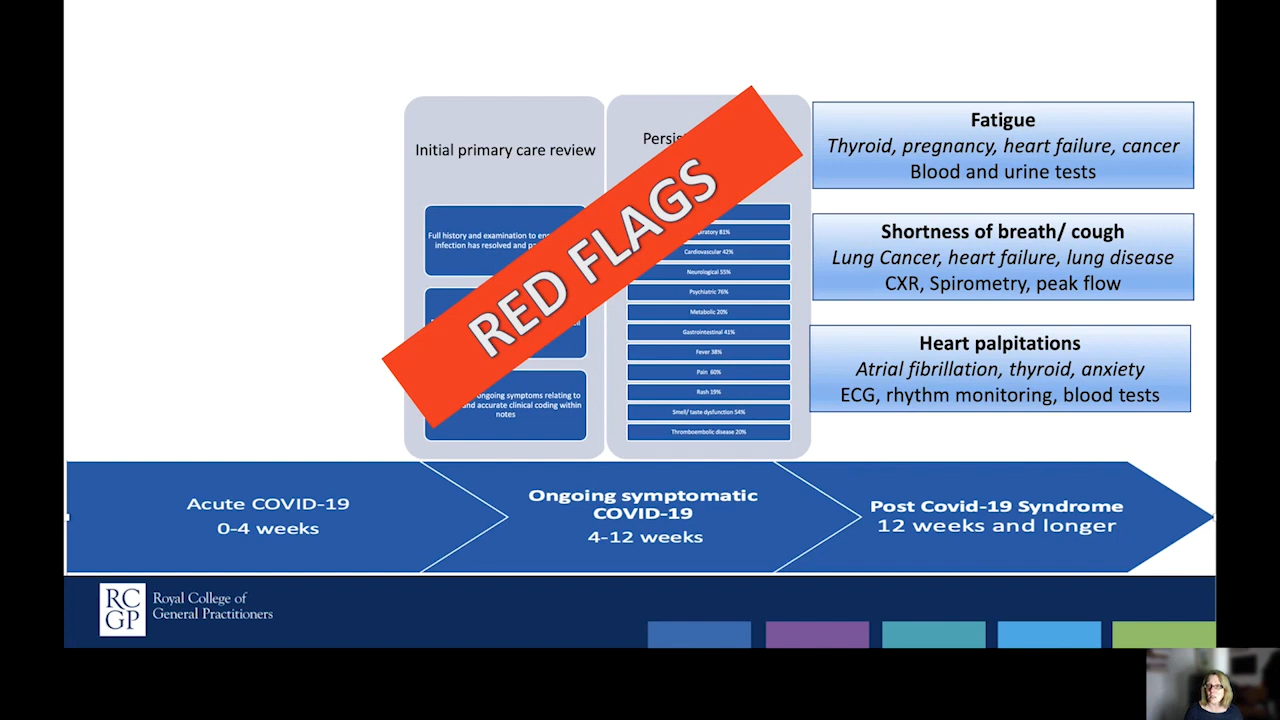 Initial primary care review
Full history and examination to
infection has resolved and
ongoing symptoms relating to
and accurate clinical coding within
notes
RED FLAGS
81%
Cardiovascular 42%
Neurological 55%
Psychiatric 76%
Metabolic 20%
Gastrointestinal 41%
Fever 38%
Pain 60%
Rash 19%
Smell/ taste dysfunction 54%
Thromboembolic disease 20%
Fatigue
Thyroid, pregnancy, heart failure, cancer
Blood and urine tests
Shortness of breath/ cough
Lung Cancer, heart failure, lung disease
CXR, Spirometry, peak flow
Heart palpitations
Atrial fibrillation, thyroid, anxiety
ECG, rhythm monitoring, blood tests
Acute COVID-19
0-4 weeks
Ongoing symptomatic
COVID-19
4-12 weeks
Post Covid-19 Syndrome
12 weeks and longer
RC
GP
Royal College of
General Practitioners